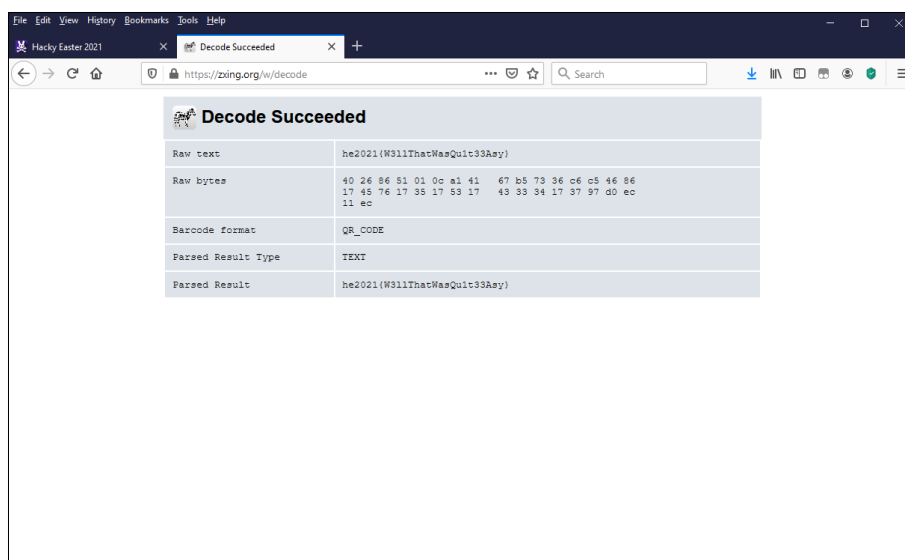 File Edit View History Bookmarks Tools Help
Hacky Easter 2021
Decode Succeeded
https://zxing.org/w/decode
Search
Decode Succeeded
Raw text he2021{W3llThatWasQu1t33Asy}
Raw bytes 40 26 86 51 01 0c a1 41 67 b5 73 36 c6 c5 46 86
17 45 76 17 35 17 53 17 43 33 34 17 37 97 d0 ec
11 ec
Barcode format QR_CODE
Parsed Result Type TEXT
Parsed Result he2021{W3llThatWasQu1t33Asy}